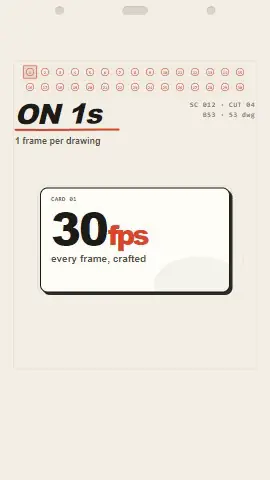 ON 1s
SC 012 · CUT 04
053 · 53 dwg
1 frame per drawing
CARD 01
30fps
every frame, crafted